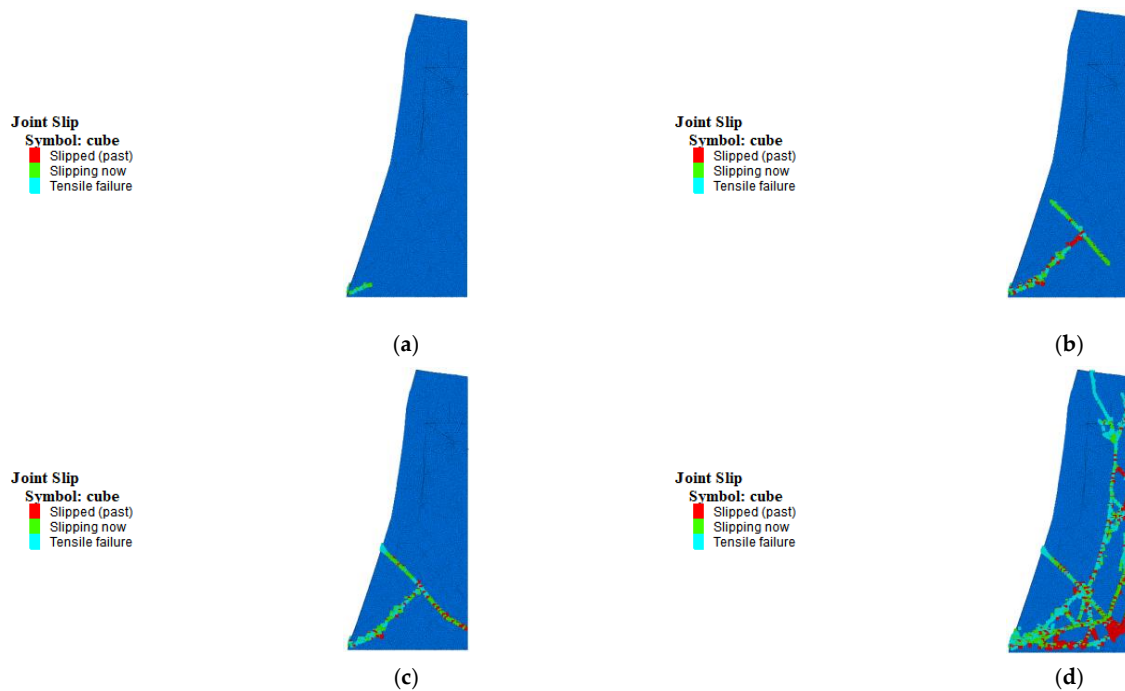 Joint Slip
Symbol: cube
Slipped (past)
Slipping now
Tensile failure
(a)
Joint Slip
Symbol: cube
Slipped (past)
Slipping now
Tensile failure
(b)
Joint Slip
Symbol: cube
Slipped (past)
Slipping now
Tensile failure
(c)
Joint Slip
Symbol: cube
Slipped (past)
Slipping now
Tensile failure
(d)